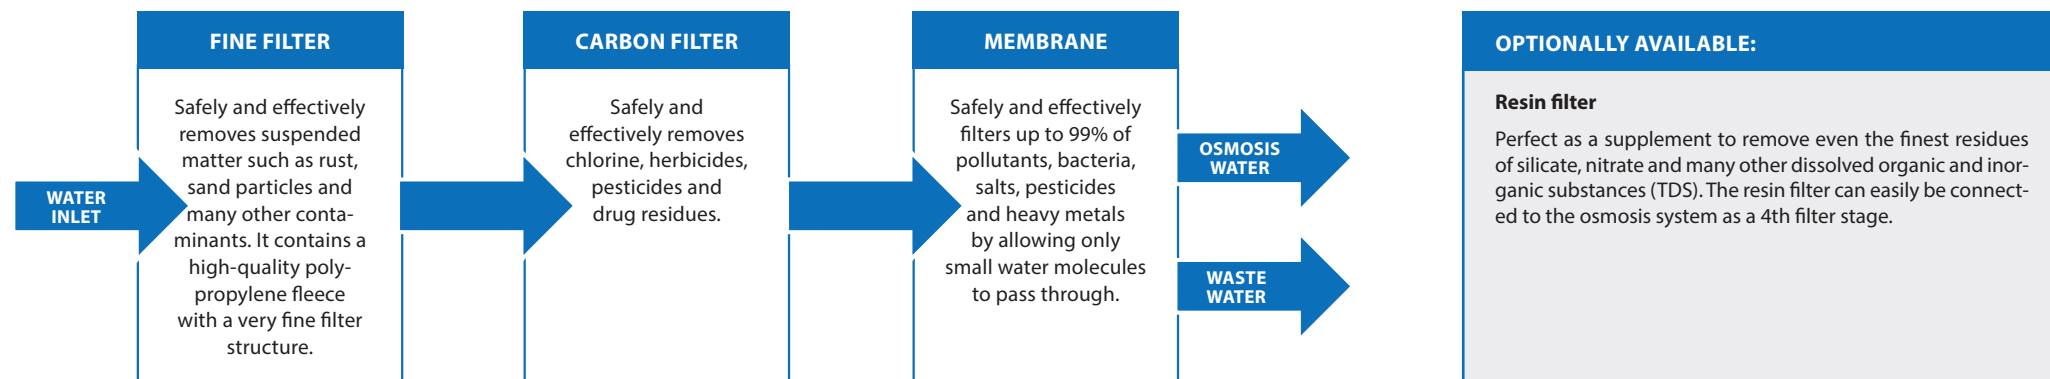 WATER
INLET
FINE FILTER
Safely and effectively
removes suspended
matter such as rust,
sand particles and
many other conta-
minants. It contains a
high-quality poly-
propylene fleece
with a very fine filter
structure.
CARBON FILTER
Safely and
effectively removes
chlorine, herbicides,
pesticides and
drug residues.
MEMBRANE
Safely and effectively
filters up to 99% of
pollutants, bacteria,
salts, pesticides
and heavy metals
by allowing only
small water molecules
to pass through.
OSMOSIS
WATER
WASTE
WATER
OPTIONALLY AVAILABLE:
Resin filter
Perfect as a supplement to remove even the finest residues
of silicate, nitrate and many other dissolved organic and inor-
ganic substances (TDS). The resin filter can easily be connect-
ed to the osmosis system as a 4th filter stage.